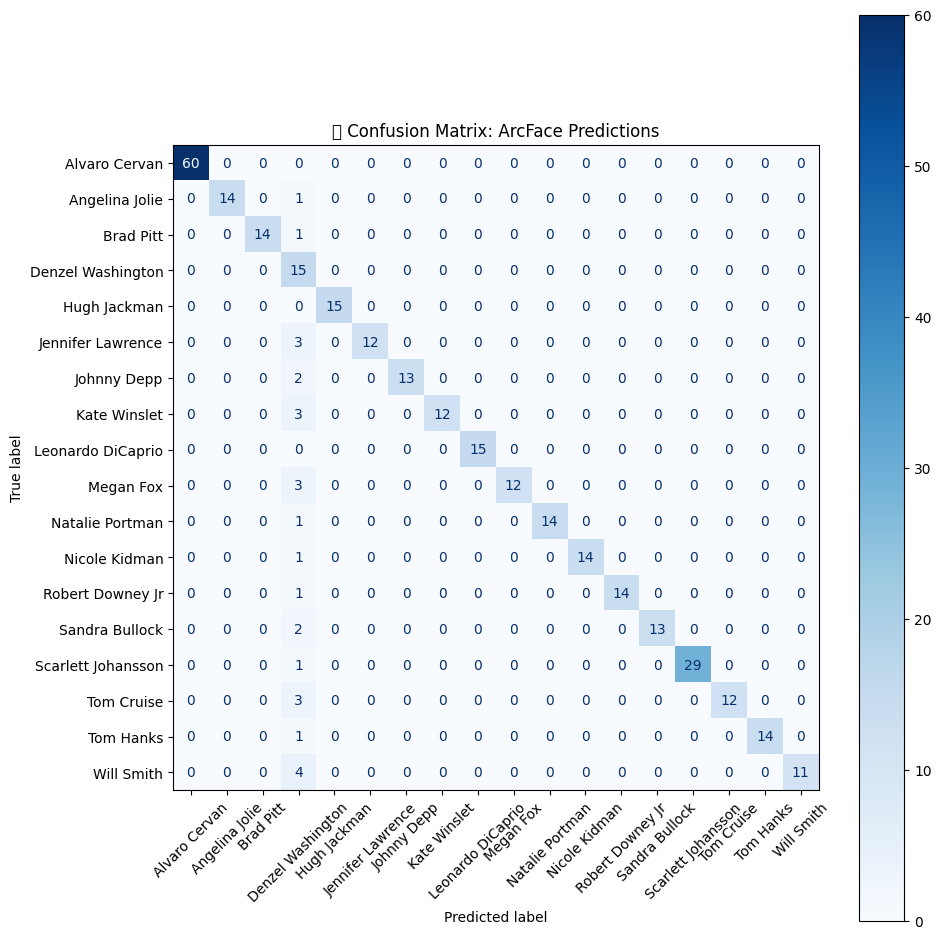 ▯ Confusion Matrix: ArcFace Predictions
Alvaro Cervan 60 0 0 0 0 0 0 0 0 0 0 0 0 0 0 0 0 0
Angelina Jolie 0 14 0 1 0 0 0 0 0 0 0 0 0 0 0 0 0 0
Brad Pitt 0 0 14 1 0 0 0 0 0 0 0 0 0 0 0 0 0 0
Denzel Washington 0 0 0 15 0 0 0 0 0 0 0 0 0 0 0 0 0 0
Hugh Jackman 0 0 0 0 15 0 0 0 0 0 0 0 0 0 0 0 0 0
Jennifer Lawrence 0 0 0 3 0 12 0 0 0 0 0 0 0 0 0 0 0 0
Johnny Depp 0 0 0 2 0 0 13 0 0 0 0 0 0 0 0 0 0 0
Kate Winslet 0 0 0 3 0 0 0 12 0 0 0 0 0 0 0 0 0 0
Leonardo DiCaprio 0 0 0 0 0 0 0 0 15 0 0 0 0 0 0 0 0 0
Megan Fox 0 0 0 3 0 0 0 0 0 12 0 0 0 0 0 0 0 0
Natalie Portman 0 0 0 1 0 0 0 0 0 0 14 0 0 0 0 0 0 0
Nicole Kidman 0 0 0 1 0 0 0 0 0 0 0 14 0 0 0 0 0 0
Robert Downey Jr 0 0 0 1 0 0 0 0 0 0 0 0 14 0 0 0 0 0
Sandra Bullock 0 0 0 2 0 0 0 0 0 0 0 0 0 13 0 0 0 0
Scarlett Johansson 0 0 0 1 0 0 0 0 0 0 0 0 0 0 29 0 0 0
Tom Cruise 0 0 0 3 0 0 0 0 0 0 0 0 0 0 0 12 0 0
Tom Hanks 0 0 0 1 0 0 0 0 0 0 0 0 0 0 0 0 14 0
Will Smith 0 0 0 4 0 0 0 0 0 0 0 0 0 0 0 0 0 11
True label
Alvaro Cervan
Angelina Jolie
Brad Pitt
Denzel Washington
Hugh Jackman
Jennifer Lawrence
Johnny Depp
Kate Winslet
Leonardo DiCaprio
Megan Fox
Natalie Portman
Nicole Kidman
Robert Downey Jr
Sandra Bullock
Scarlett Johansson
Tom Cruise
Tom Hanks
Will Smith
Predicted label
60
50
40
30
20
10
0